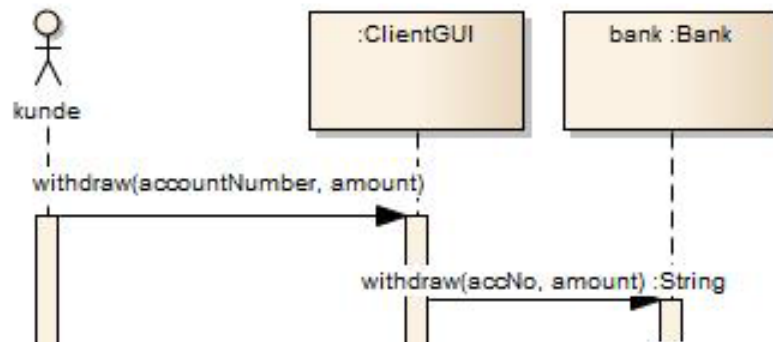 :ClientGUI
bank :Bank
kunde
withdraw(accountNumber, amount)
withdraw(accNo, amount) :String